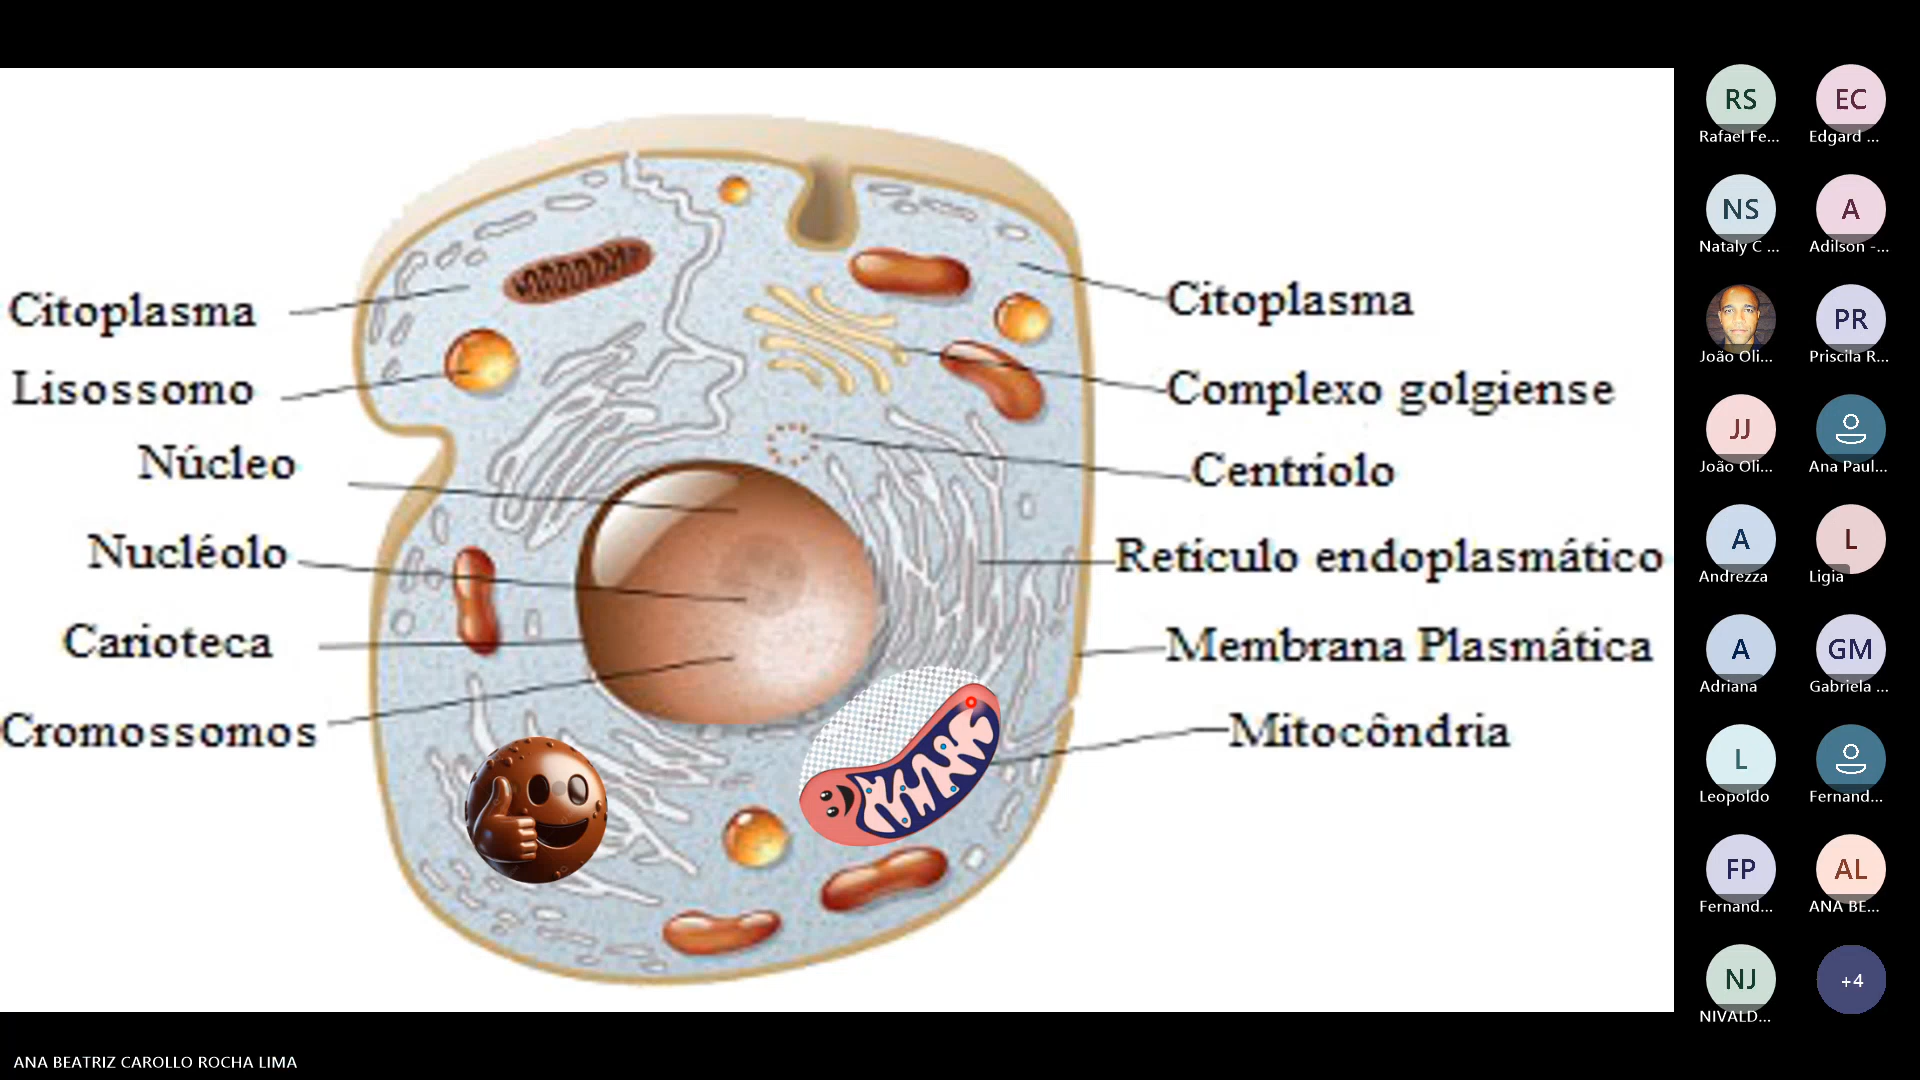 Citoplasma
Lisossomo
Núcleo
Nucléolo
Carioteca
Cromossomos
Citoplasma
Complexo golgiense
Centríolo
Retículo endoplasmático
Membrana Plasmática
Mitocôndria
RS
Rafael Fe...
EC
Edgard ...
NS
Nataly C ...
A
Adilson -...
João Oli...
PR
Priscila R...
JJ
João Oli...
Ana Paul...
A
Andrezza
L
Ligia
A
Adriana
GM
Gabriela ...
L
Leopoldo
Fernand...
FP
Fernand...
AL
ANA BE...
NJ
NIVALD...
+4
ANA BEATRIZ CAROLLO ROCHA LIMA